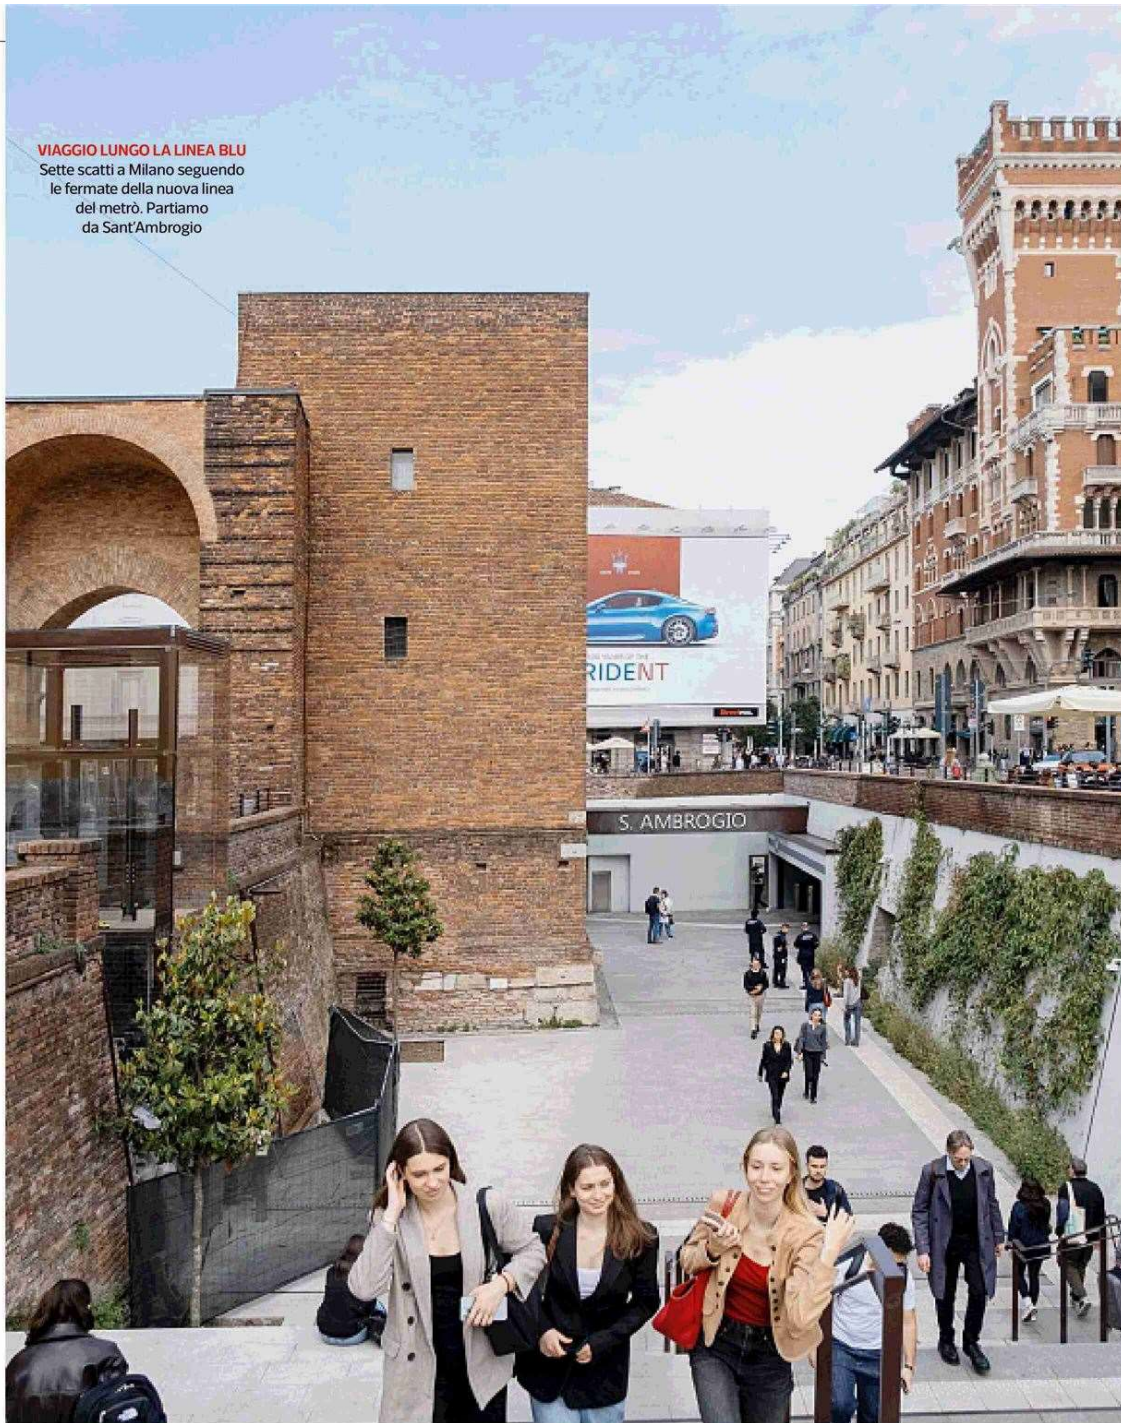 VIAGGIO LUNGO LA LINEA BLU
Sette scatti a Milano seguendo
le fermate della nuova linea
del metrò. Partiamo
da Sant'Ambrogio
RIDENT
S. AMBROGIO